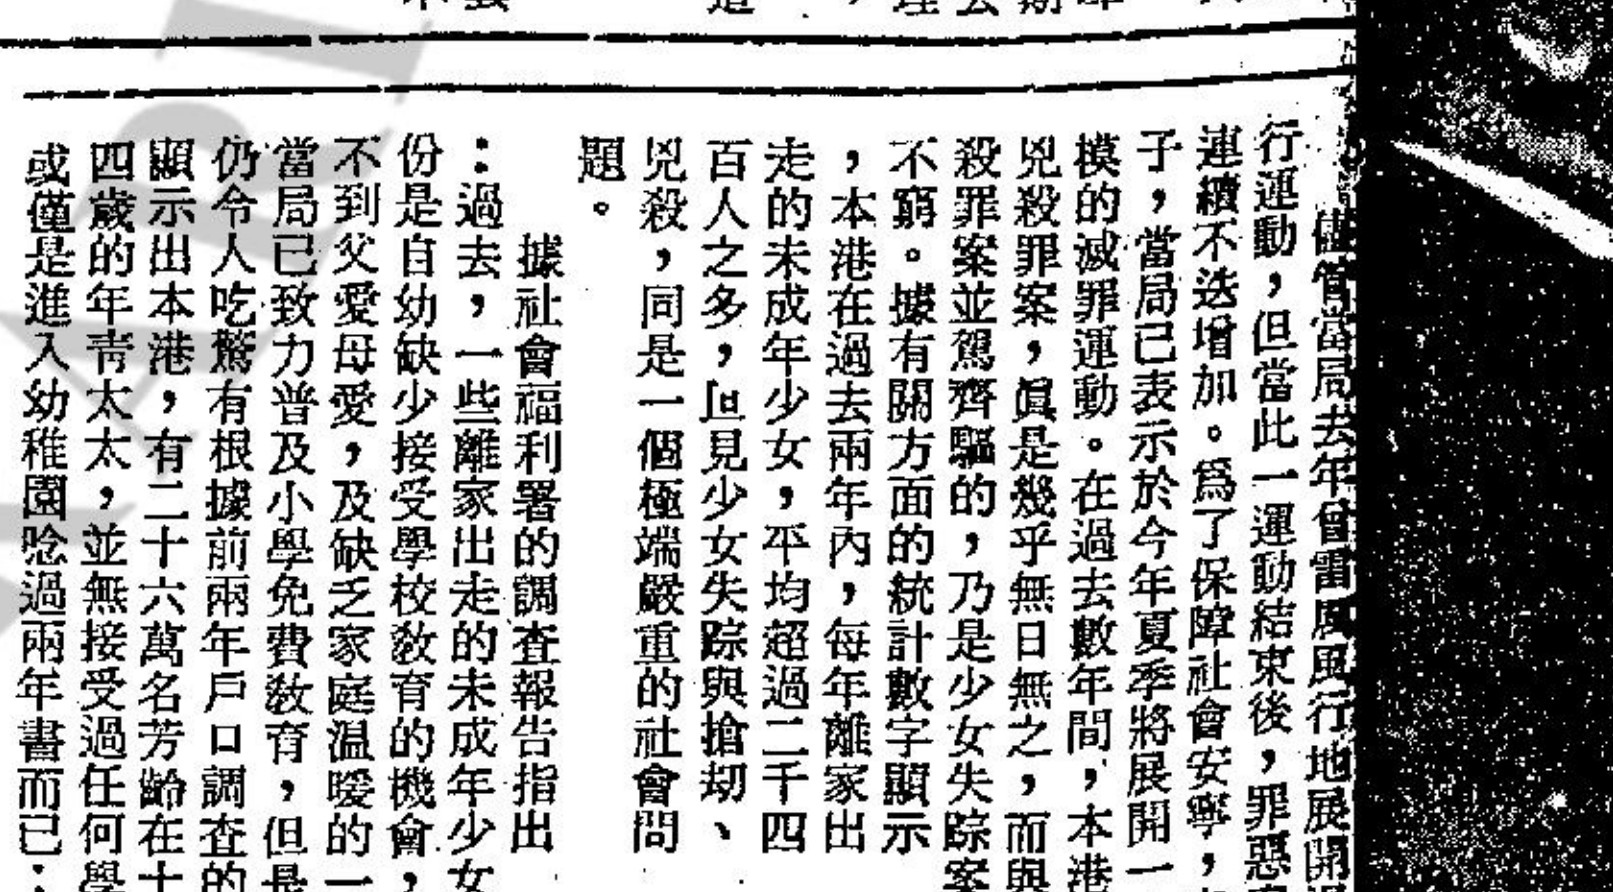 儘管當局去年曾雷厲風行地展開
行運動，但當此一運動結束後，罪惡
連續不迭增加。爲了保障社會安寧，
子，當局已表示於今年夏季將展開一
模的滅罪運動。在過去數年間，本港
兇殺罪案，眞是幾乎無日無之，而與
殺罪案並駕齊驅的，乃是少女失踪案
不窮。據有關方面的統計數字顯示
，本港在過去兩年內，每年離家出
走的未成年少女，平均超過二千四
百人之多，但見少女失踪與搶刧、
兇殺，同是一個極端嚴重的社會問
題。
據社會福利署的調査報告指出
：過去，一些離家出走的未成年少女
份是自幼缺少接受學校敎育的機會，
不到父愛母愛，及缺乏家庭温暖的一
當局已致力普及小學免費敎育，但長
仍令人吃驚有根據前兩年戶口調査的
顯示出本港，有二十六萬名芳齡在十
四歲的年靑太太，並無接受過任何學
或僅是進入幼稚園唸過兩年書而已；